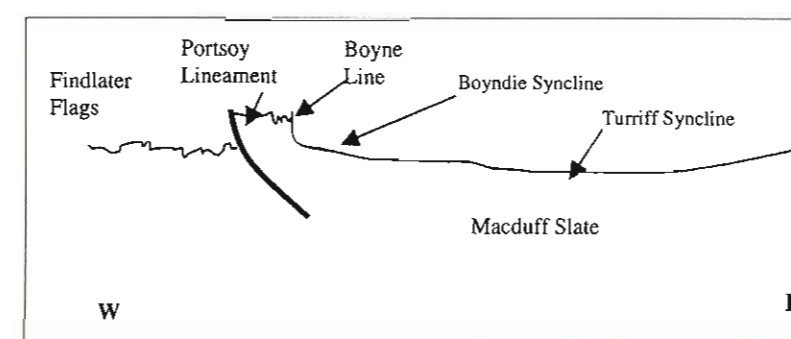 Portsoy
Lineament
Boyne
Line
Findlater
Flags
Boyndie Syncline
Turriff Syncline
Macduff Slate
W